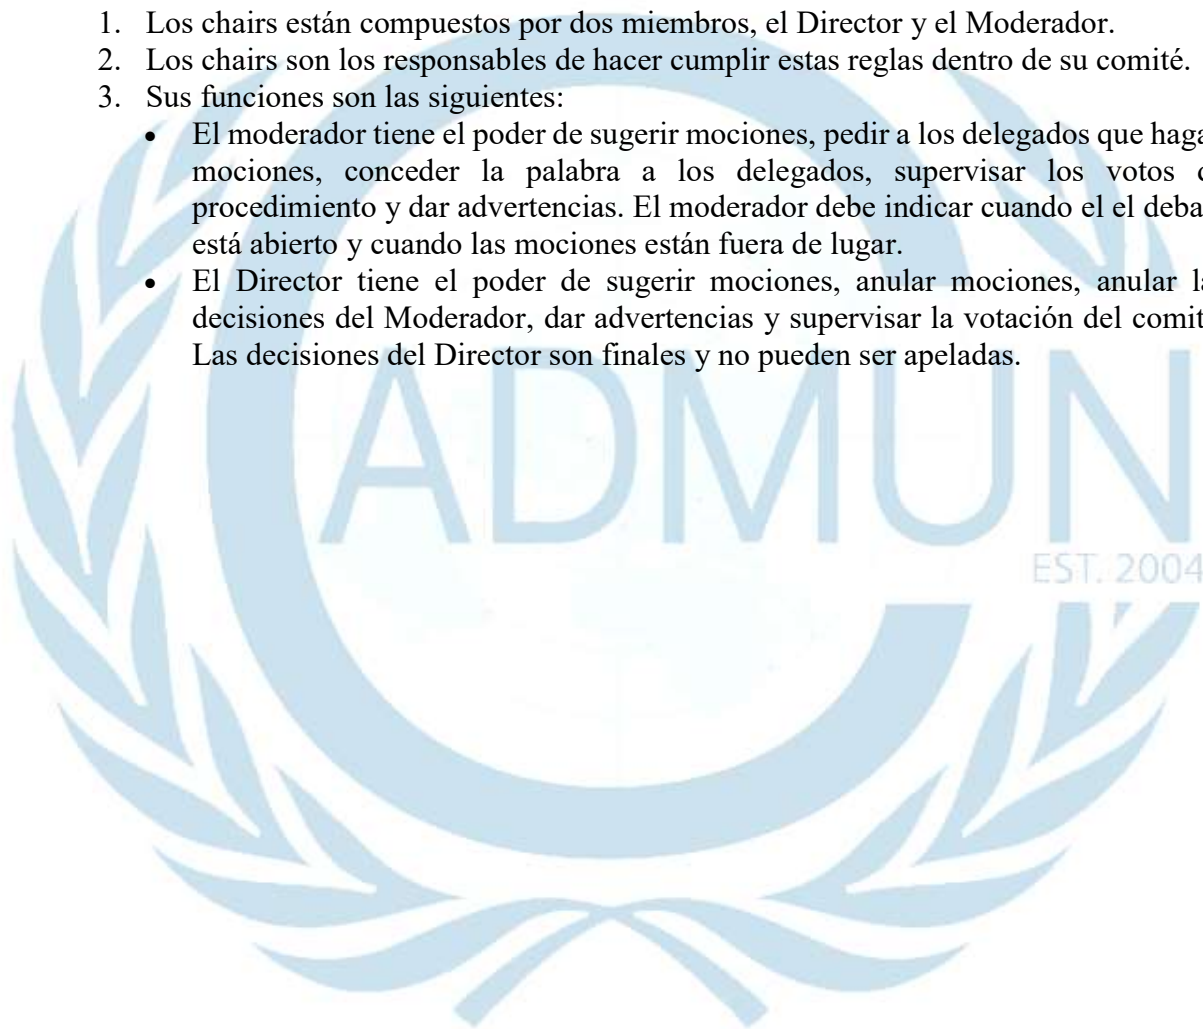 1. Los chairs están compuestos por dos miembros, el Director y el Moderador.
2. Los chairs son los responsables de hacer cumplir estas reglas dentro de su comité.
3. Sus funciones son las siguientes:
• El moderador tiene el poder de sugerir mociones, pedir a los delegados que haga
mociones, conceder la palabra a los delegados, supervisar los votos d
procedimiento y dar advertencias. El moderador debe indicar cuando el el deba
está abierto y cuando las mociones están fuera de lugar.
• El Director tiene el poder de sugerir mociones, anular mociones, anular la
decisiones del Moderador, dar advertencias y supervisar la votación del comit
Las decisiones del Director son finales y no pueden ser apeladas.
ADMUN
EST. 2004